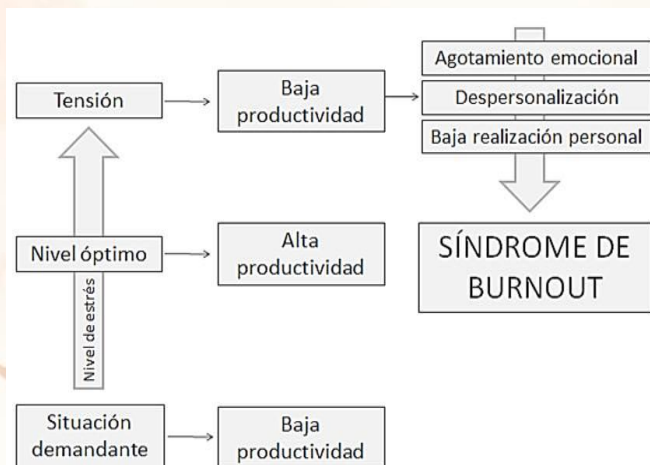 Tensión
Baja
productividad
Agotamiento emocional
Despersonalización
Baja realización personal
Nivel óptimo
Alta
productividad
SÍNDROME DE
BURNOUT
Nivel de estrés
Situación
demandante
Baja
productividad